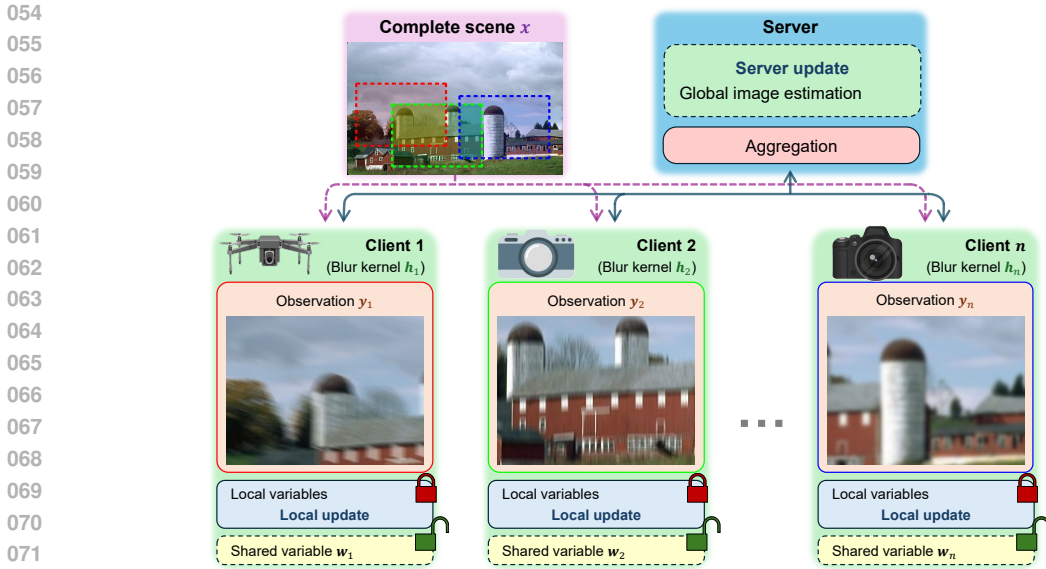 054
055
056
057
058
059
060
061
062
063
064
065
066
067
068
069
070
071
Complete scene x
Server
Server update
Global image estimation
Aggregation
Client 1
(Blur kernel h₁)
Observation y₁
Local variables
Local update
Shared variable w₁
Client 2
(Blur kernel h₂)
Observation y₂
Local variables
Local update
Shared variable w₂
...
Client n
(Blur kernel hₙ)
Observation yₙ
Local variables
Local update
Shared variable wₙ